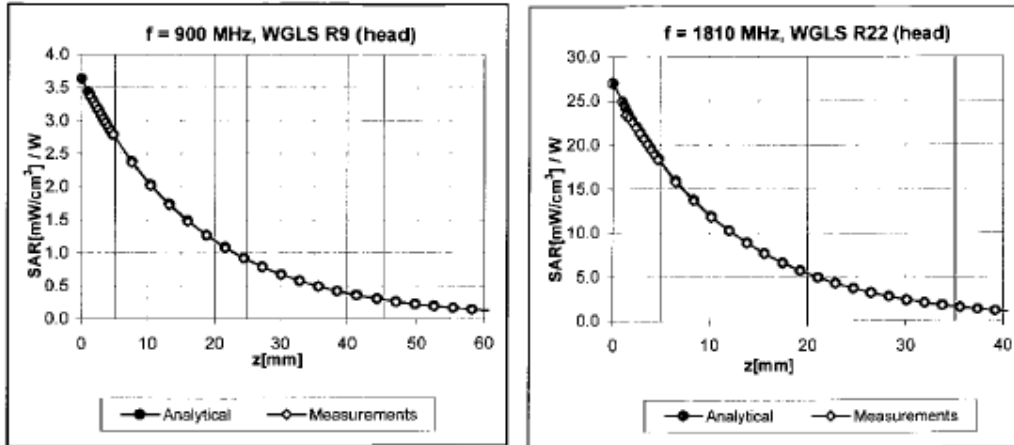 f = 900 MHz, WGLS R9 (head)
SAR[mW/cm³] / W
4.0
3.5
3.0
2.5
2.0
1.5
1.0
0.5
0.0
0 10 20 30 40 50 60
z[mm]
Analytical Measurements
f = 1810 MHz, WGLS R22 (head)
SAR[mW/cm³] / W
30.0
25.0
20.0
15.0
10.0
5.0
0.0
0 10 20 30 40
z[mm]
Analytical Measurements